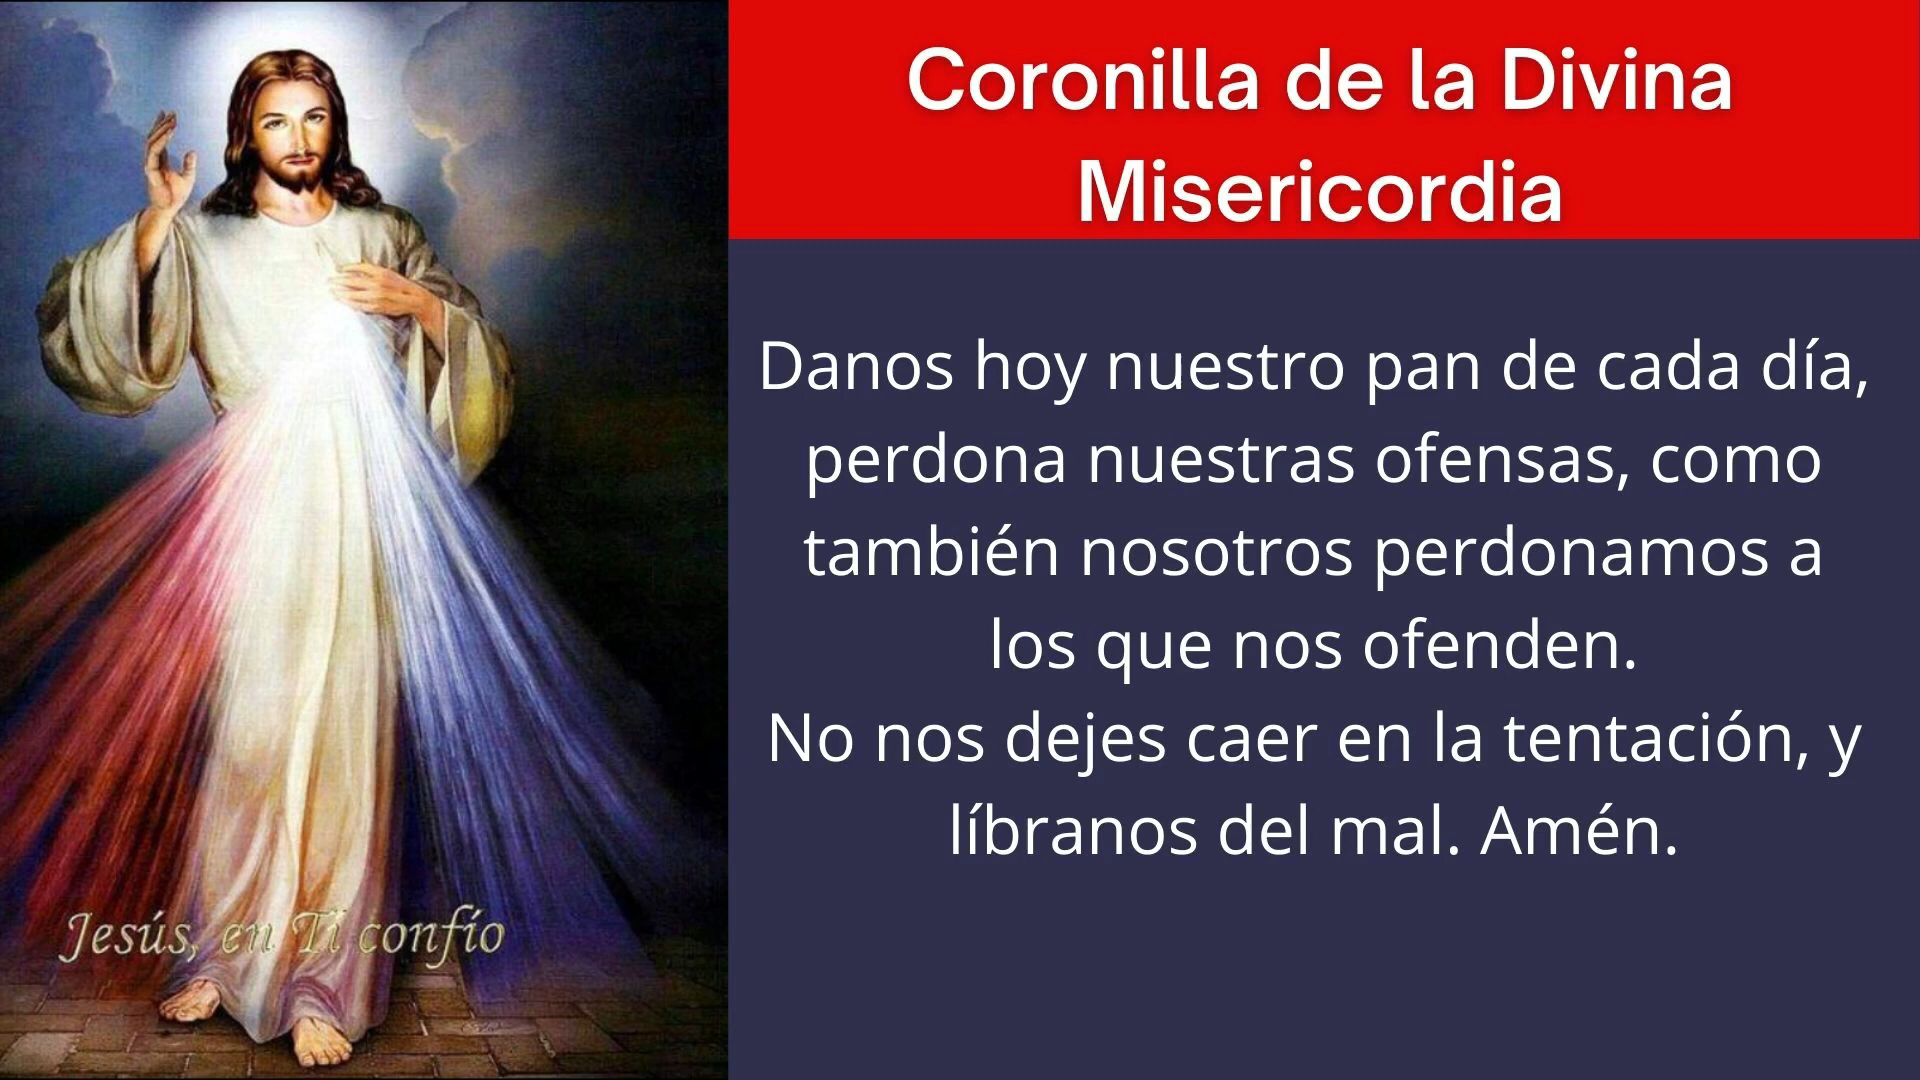 Coronilla de la Divina
Misericordia
Danos hoy nuestro pan de cada día,
perdona nuestras ofensas, como
también nosotros perdonamos a
los que nos ofenden.
No nos dejes caer en la tentación, y
líbranos del mal. Amén.
Jesús, en Ti confío